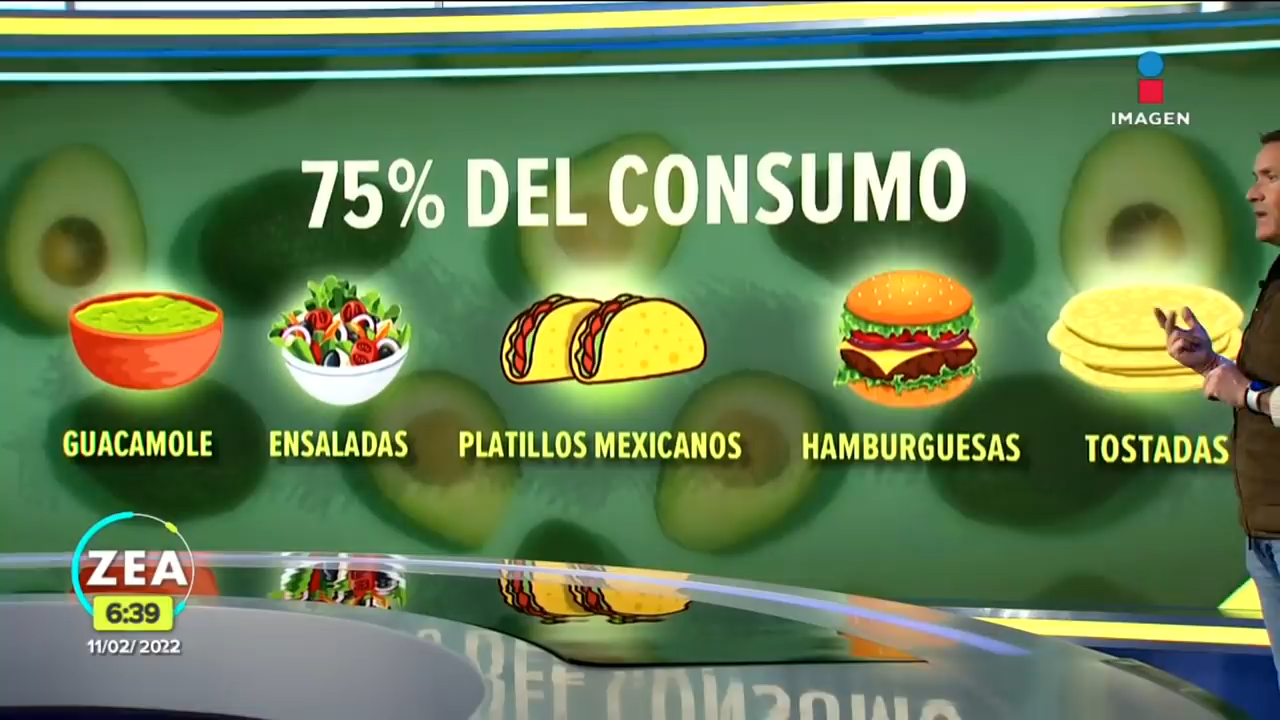 IMAGEN
75% DEL CONSUMO
GUACAMOLE
ENSALADAS
PLATILLOS MEXICANOS
HAMBURGUESAS
TOSTADAS
ZEA
6:39
11/02/2022